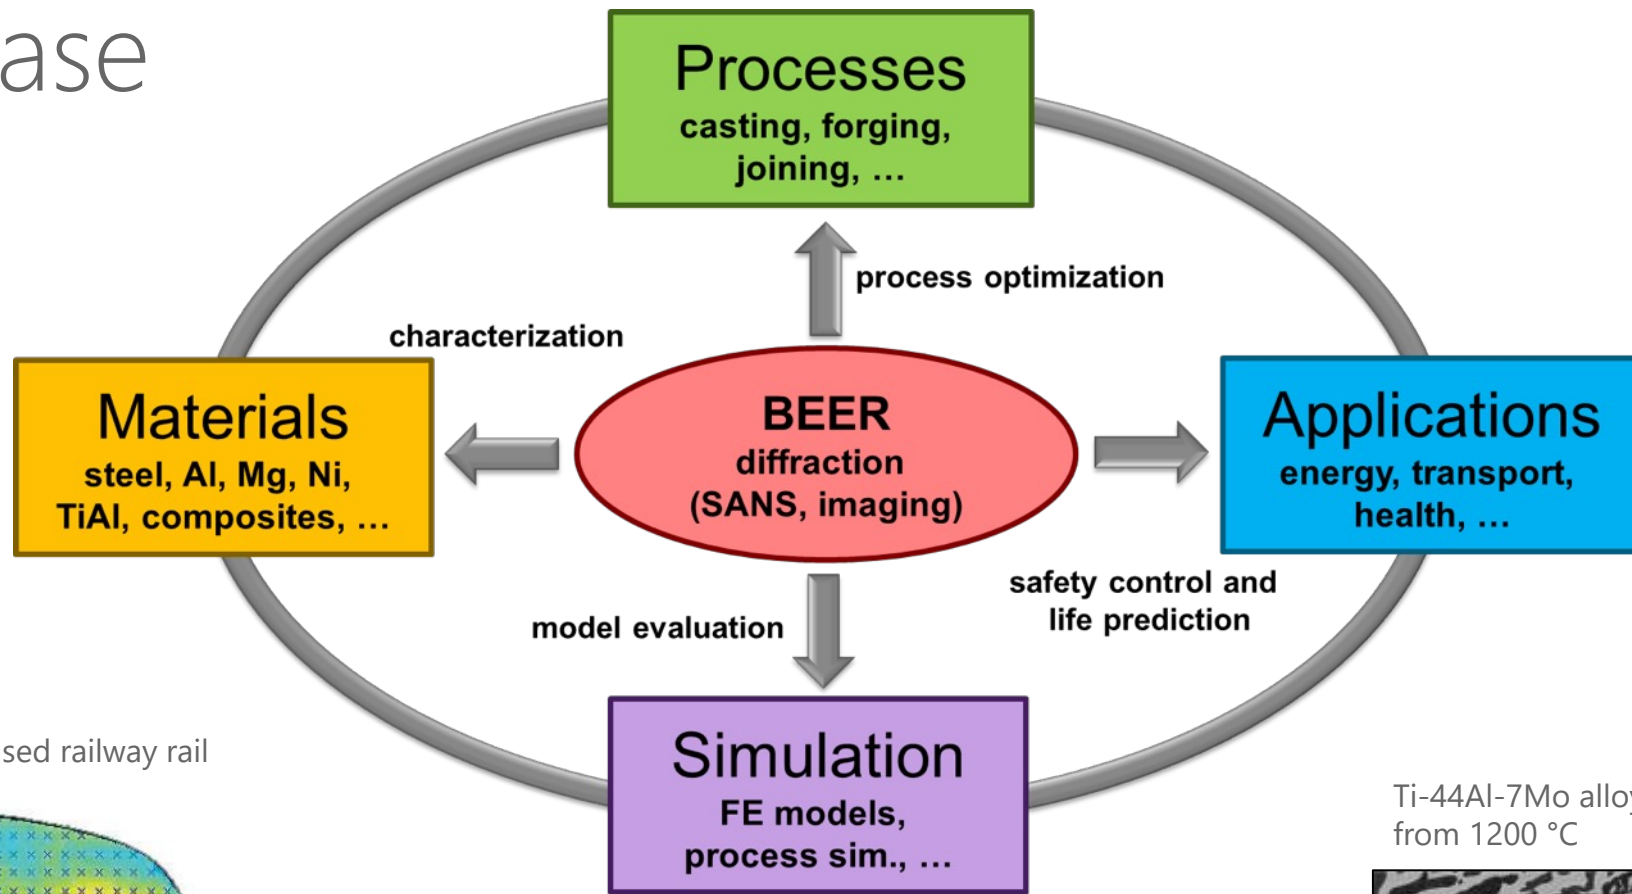 ase
Processes
casting, forging,
joining, …
process optimization
characterization
Materials
steel, Al, Mg, Ni,
TiAl, composites, …
BEER
diffraction
(SANS, imaging)
Applications
energy, transport,
health, …
safety control and
life prediction
model evaluation
Simulation
FE models,
process sim., …
sed railway rail
Ti-44Al-7Mo alloy
from 1200 °C